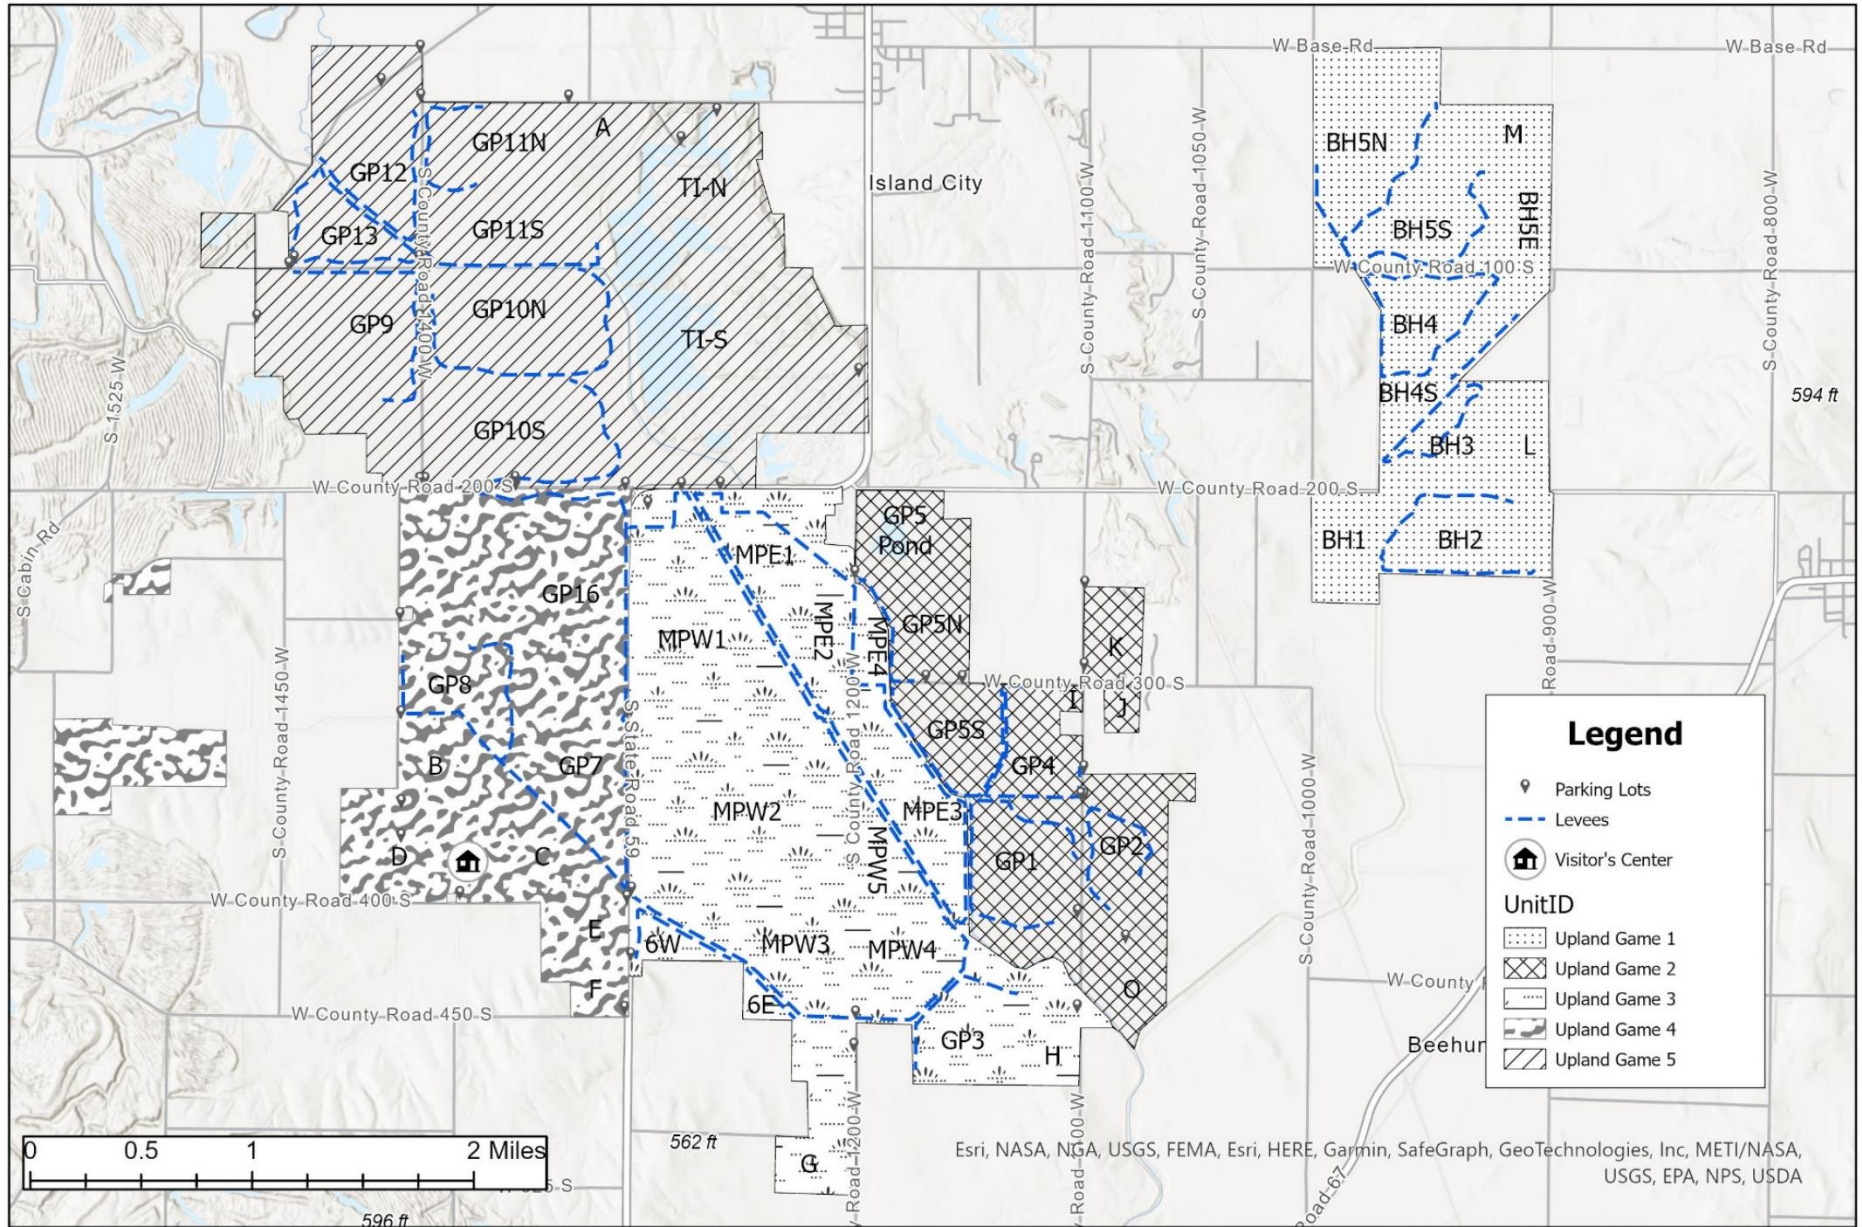 W Base Rd
W Base Rd
GP11N
A
BH5N
M
GP12
TI-N
Island City
GP13
GP11S
BH5S
BH5E
W County Road 100 S
S County Road 1400 W
S County Road 1100 W
S County Road 1050 W
S County Road 800 W
GP9
GP10N
TI-S
BH4
BH4S
594 ft
S 1525 W
GP10S
BH3
L
W County Road 200 S
W County Road 200 S
GP5
Pond
BH1
BH2
MPE1
S Cabin Rd
GP16
MPE2
MPE4
GP5N
MPW1
K
S County Road 1450 W
GP8
W County Road 300 S
I
J
Road 900 W
S State Road 59
S County Road 1200 W
GP5S
B
GP7
GP4
MPW2
MPE3
MPW5
S County Road 1000 W
D
C
GP1
GP2
W County Road 400 S
E
6W
MPW3
MPW4
F
6E
O
W County
W County Road 450 S
GP3
H
Beehun
G
Road 1200 W
562 ft
596 ft
Road 67
Legend
Parking Lots
Levees
Visitor's Center
UnitID
Upland Game 1
Upland Game 2
Upland Game 3
Upland Game 4
Upland Game 5
0 0.5 1 2 Miles
Esri, NASA, NGA, USGS, FEMA, Esri, HERE, Garmin, SafeGraph, GeoTechnologies, Inc, METI/NASA,
USGS, EPA, NPS, USDA